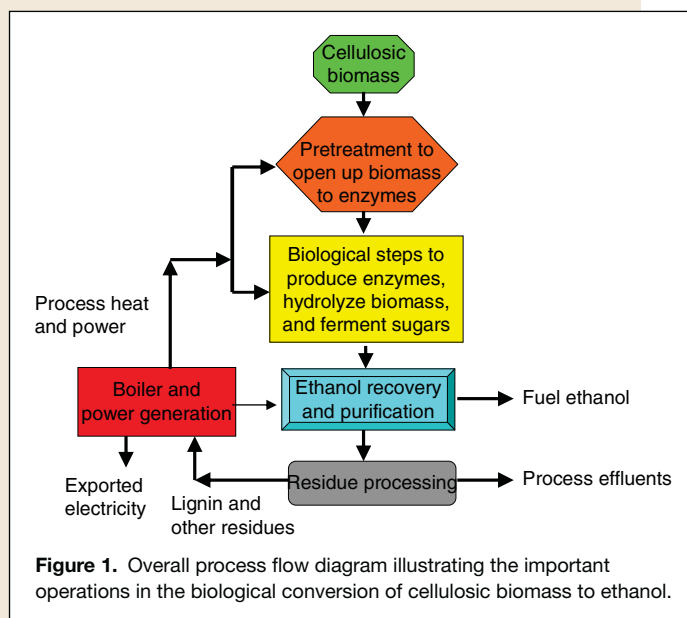 Cellulosic
biomass
Pretreatment to
open up biomass
to enzymes
Biological steps to
produce enzymes,
hydrolyze biomass,
and ferment sugars
Process heat
and power
Boiler and
power generation
Ethanol recovery
and purification
Fuel ethanol
Exported
electricity
Lignin and
other residues
Residue processing
Process effluents
Figure 1. Overall process flow diagram illustrating the important
operations in the biological conversion of cellulosic biomass to ethanol.